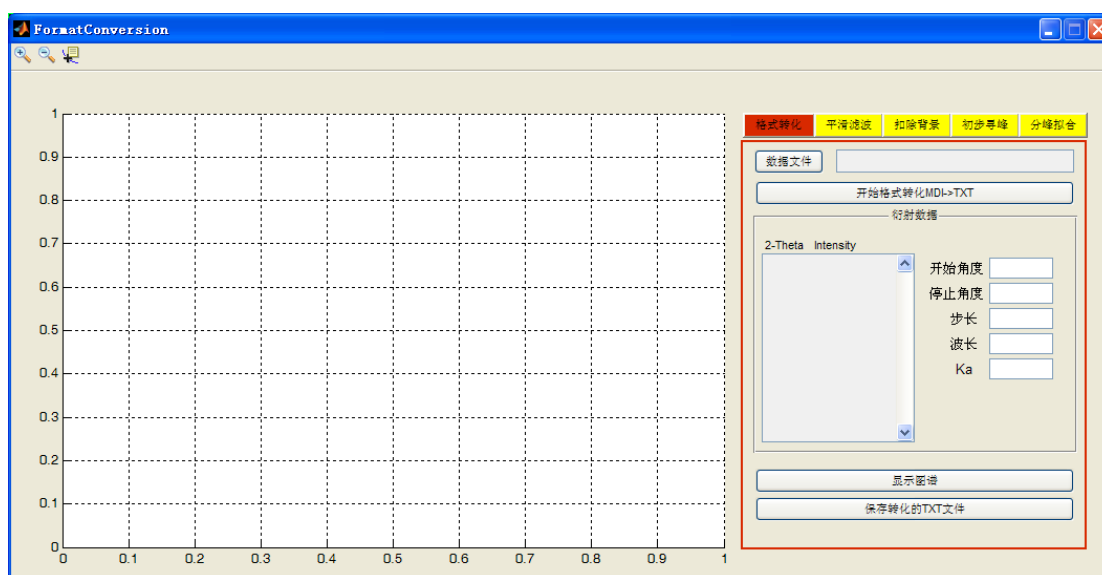 FormatConversion
1
0.9
0.8
0.7
0.6
0.5
0.4
0.3
0.2
0.1
0
0 0.1 0.2 0.3 0.4 0.5 0.6 0.7 0.8 0.9 1
格式转化 平滑滤波 扣除背景 初步寻峰 分峰拟合
数据文件
开始格式转化MDI->TXT
衍射数据
2-Theta Intensity
开始角度
停止角度
步长
波长
Ka
显示图谱
保存转化的TXT文件